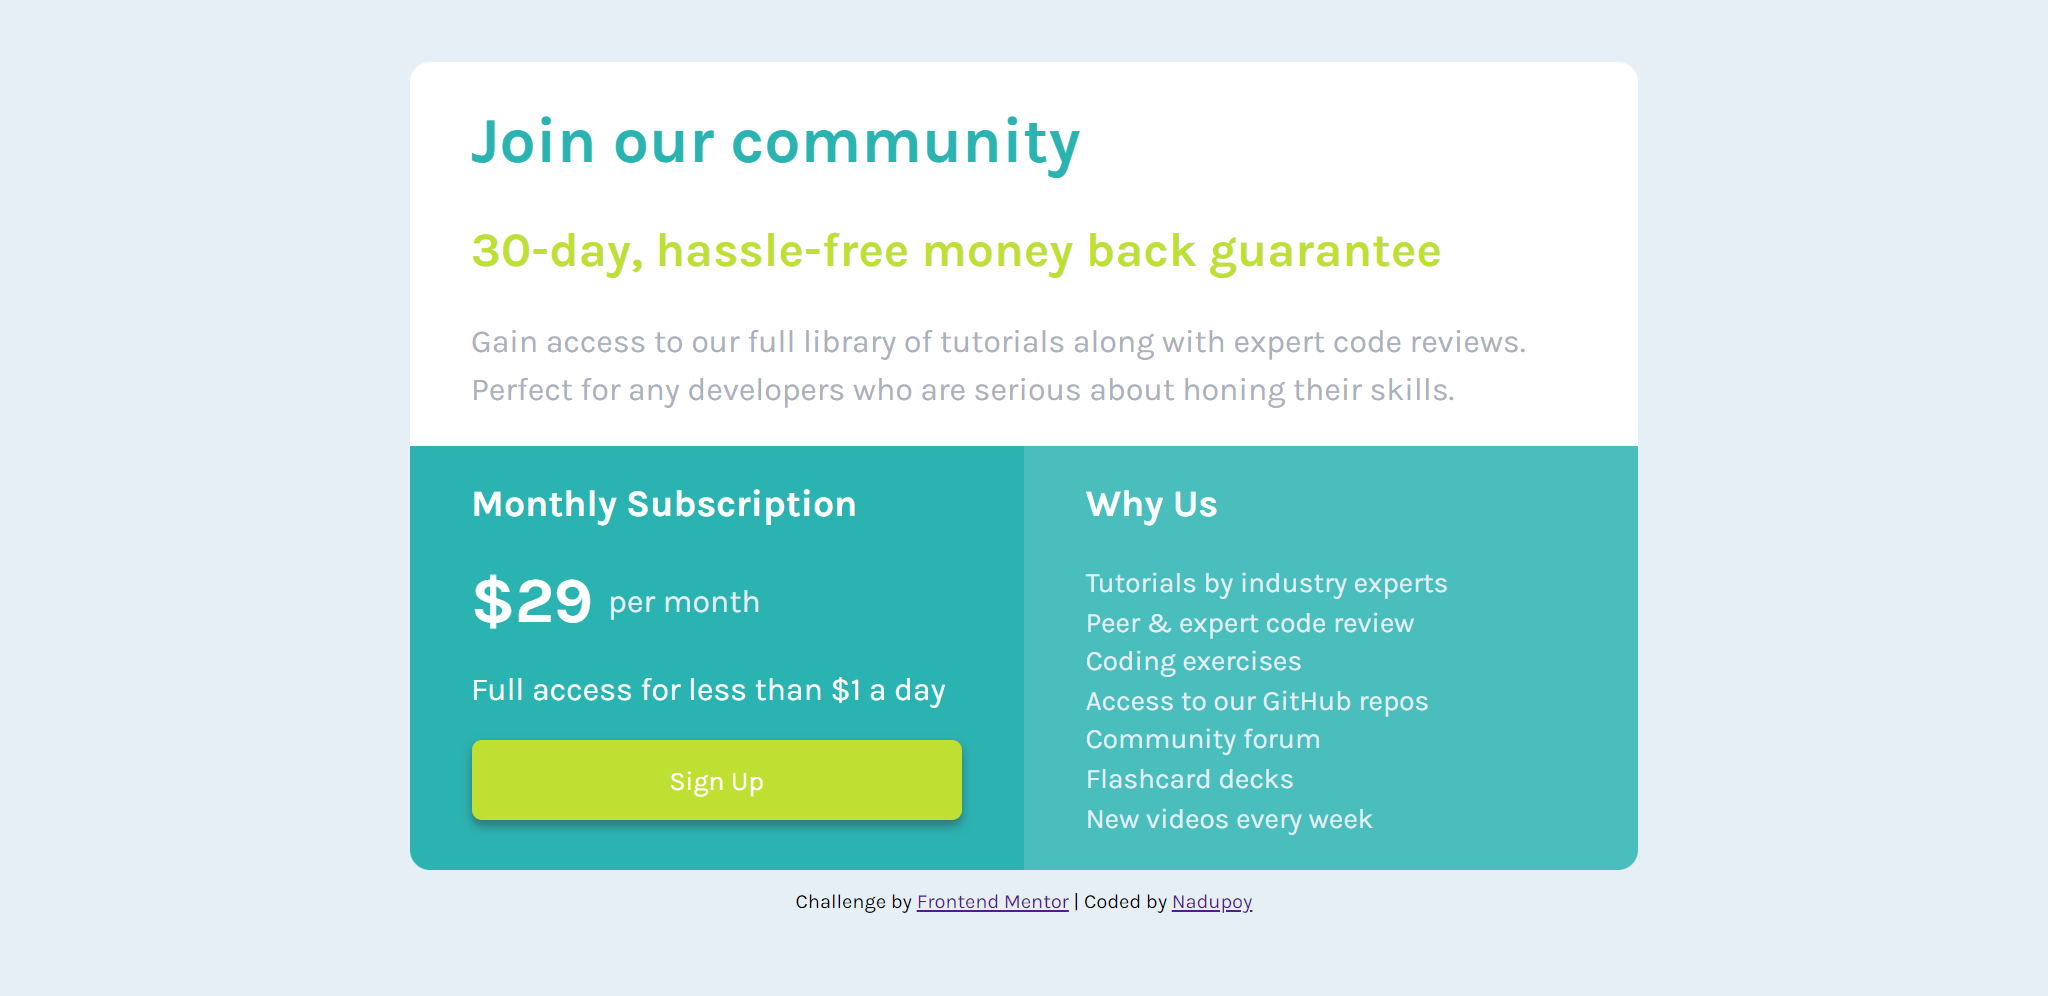 Join our community
30-day, hassle-free money back guarantee
Gain access to our full library of tutorials along with expert code reviews.
Perfect for any developers who are serious about honing their skills.
Monthly Subscription
$29 per month
Full access for less than $1 a day
Sign Up
Why Us
Tutorials by industry experts
Peer & expert code review
Coding exercises
Access to our GitHub repos
Community forum
Flashcard decks
New videos every week
Challenge by Frontend Mentor | Coded by Nadupoy